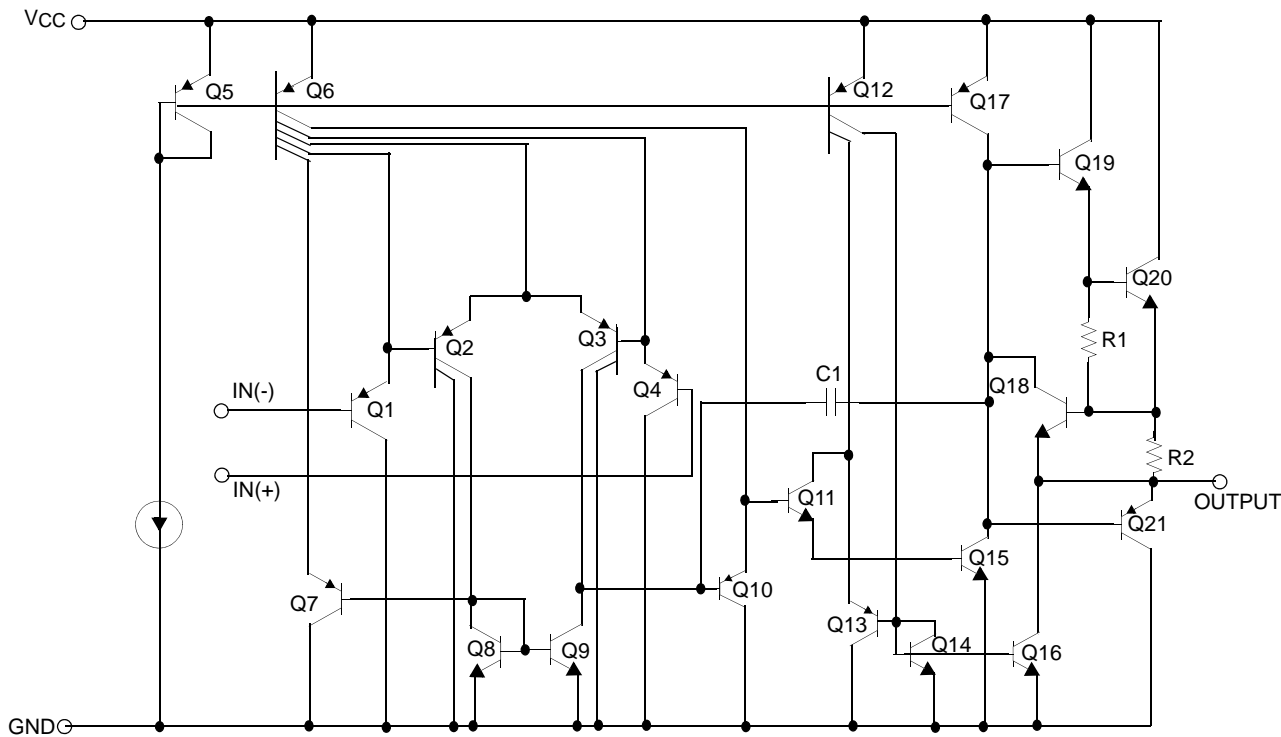 VCC
Q5
Q6
Q12
Q17
Q19
Q20
Q2
Q3
R1
C1
Q18
IN(-)
Q1
Q4
R2
IN(+)
Q11
OUTPUT
Q21
Q15
Q7
Q10
Q8
Q9
Q13
Q14
Q16
GND